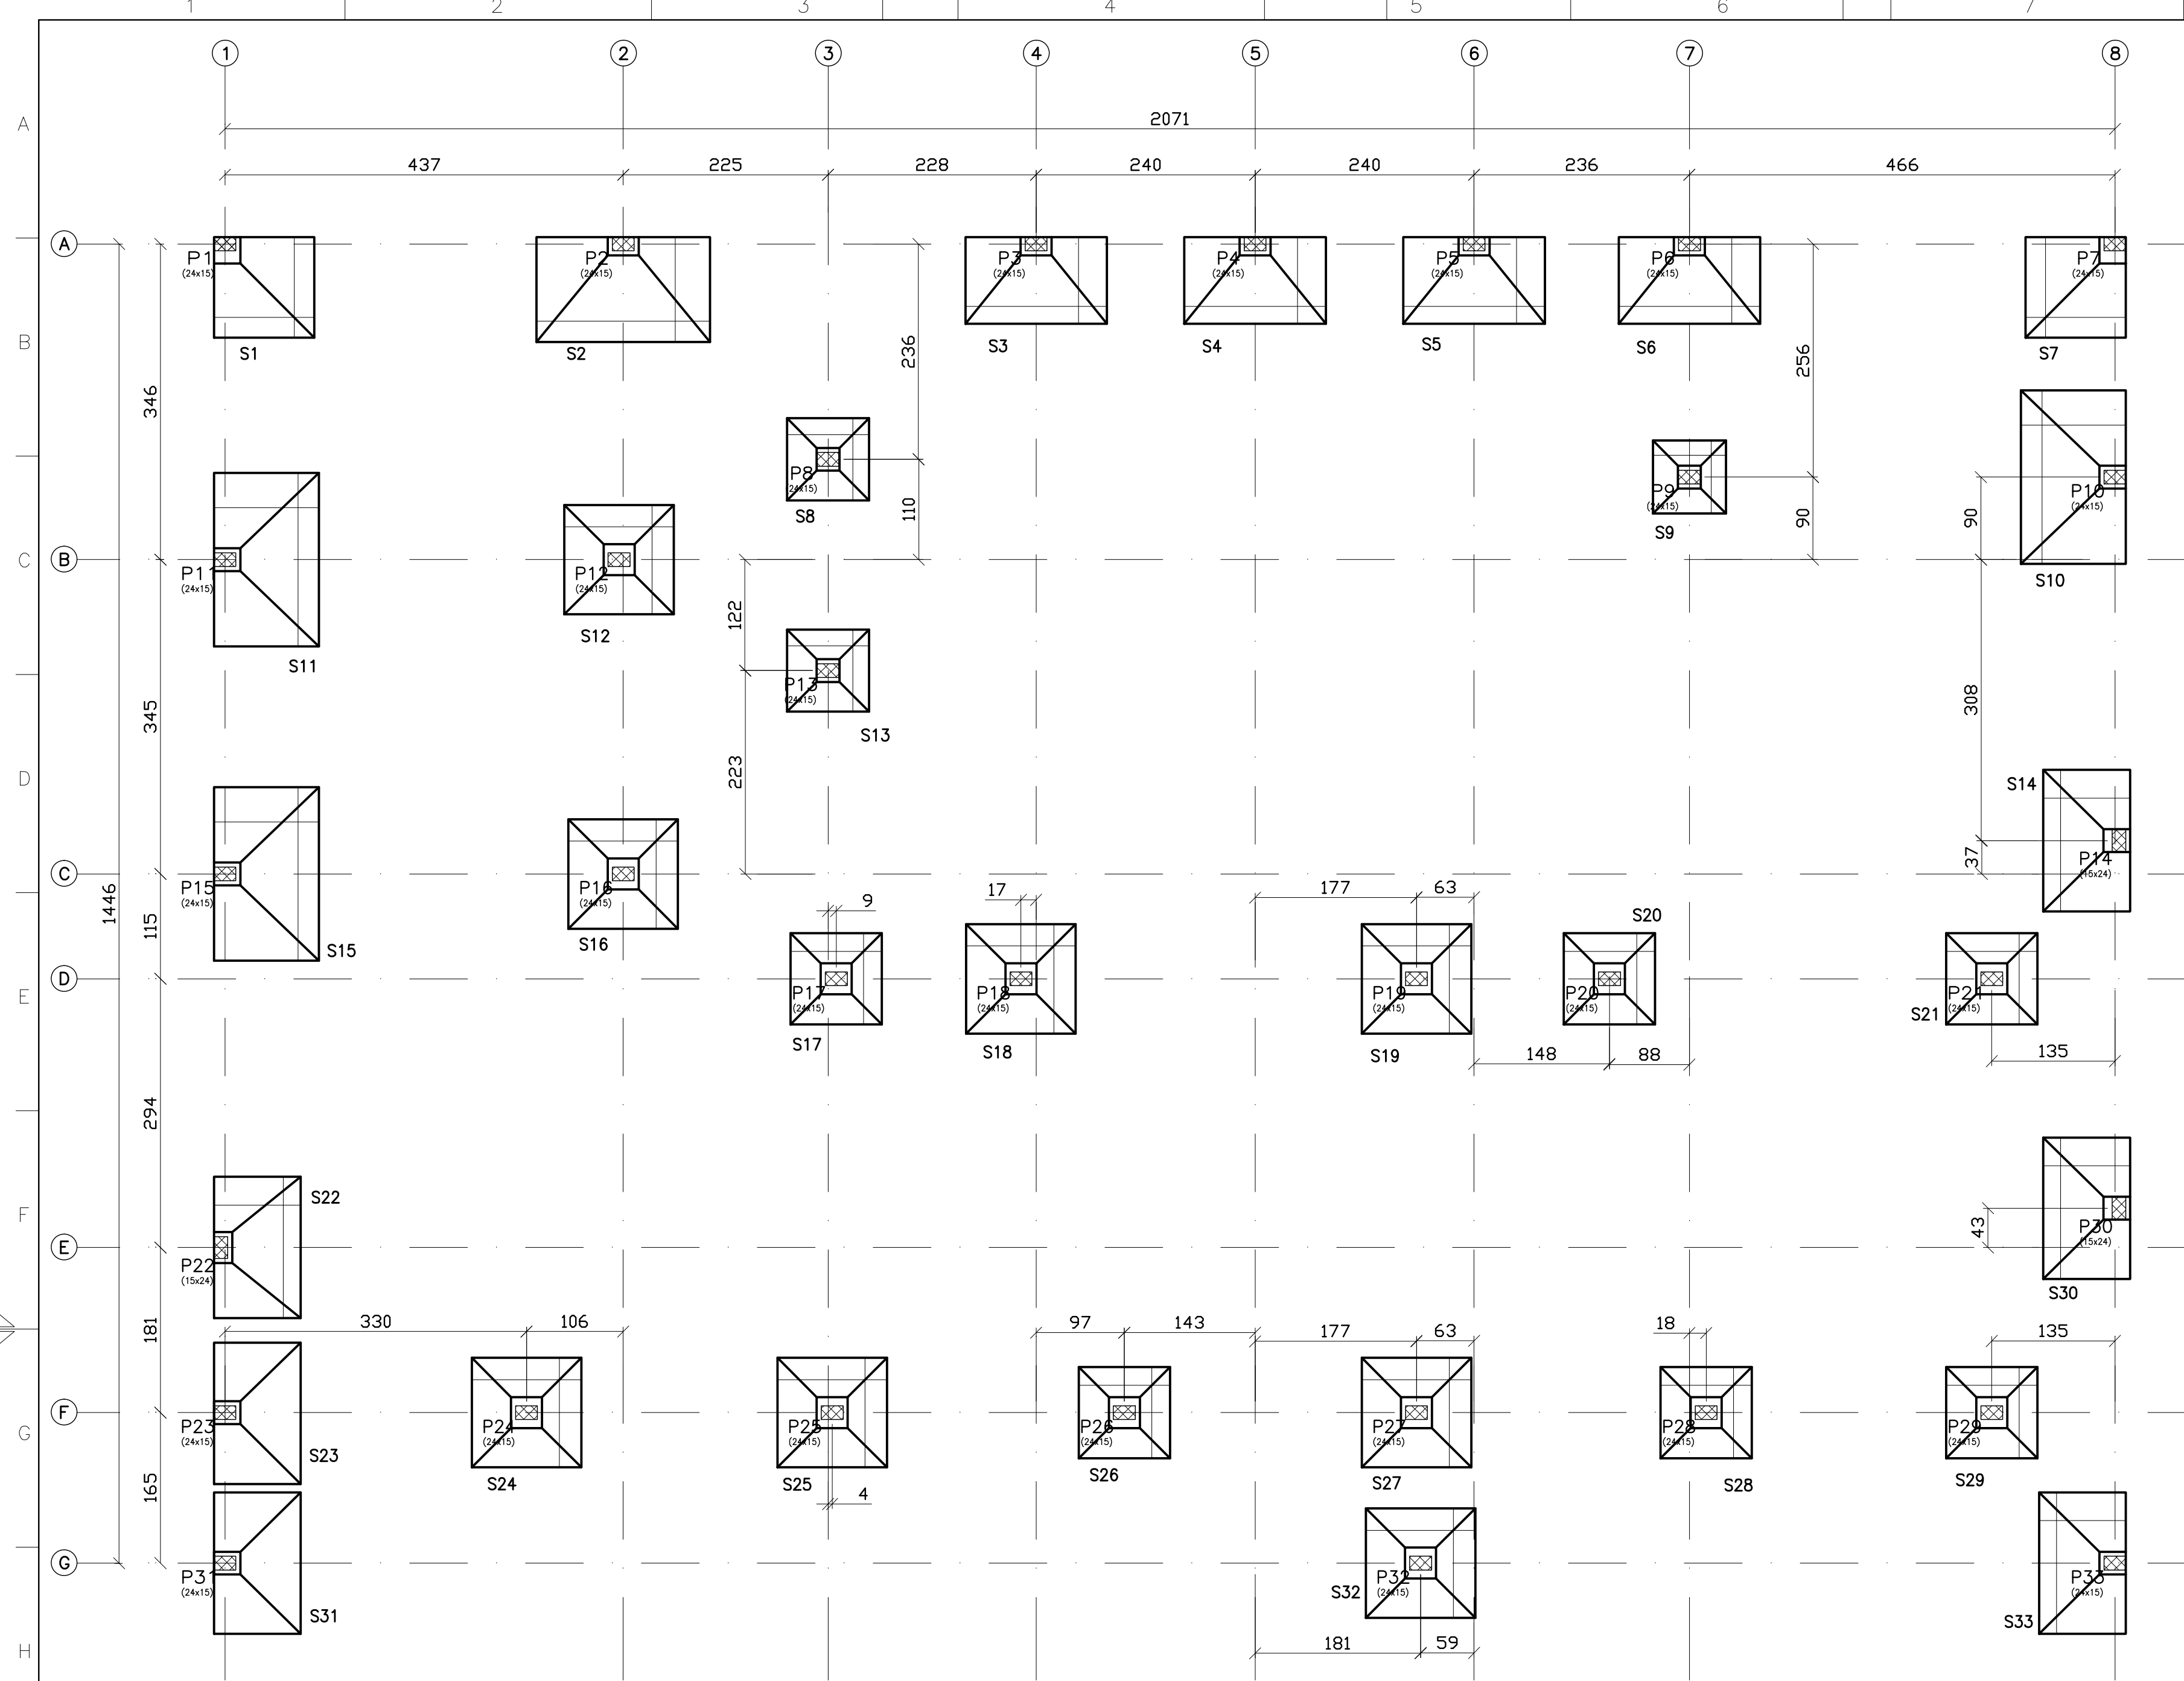 1 2 3 4 5 6 7
1 2 3 4 5 6 7 8
A
2071
437 225 228 240 240 236 466
A
P1 P2 P3 P4 P5 P6 P7
(24x15) (24x15) (24x15) (24x15) (24x15) (24x15) (24x15)
B
S1 S2 S3 S4 S5 S6 S7
346 236 256
P8 P9 P10
(24x15) (24x15) (24x15)
S8 S9 S10
110 90 90
C
B
P11 P12
(24x15) (24x15)
S11 S12
122
P13
(24x15)
S13
345 223 308
D
S14
P14
(15x24)
37
C
P15 P16
(24x15) (24x15)
S15 S16
1446
115
17 9 177 63
S20
D
E
P17 P18 P19 P20 P21
(24x15) (24x15) (24x15) (24x15) (24x15)
S17 S18 S19 S21
148 88 135
294
F
S22
E
P22
(15x24)
P30
(15x24)
43
S30
181
330 106 97 143 177 63 18 135
F
G
P23 P24 P25 P26 P27 P28 P29
(24x15) (24x15) (24x15) (24x15) (24x15) (24x15) (24x15)
S23 S24 S25 S26 S27 S28 S29
165
4
G
P31 P32 P33
(24x15) (24x15) (24x15)
S31 S32 S33
H
181 59